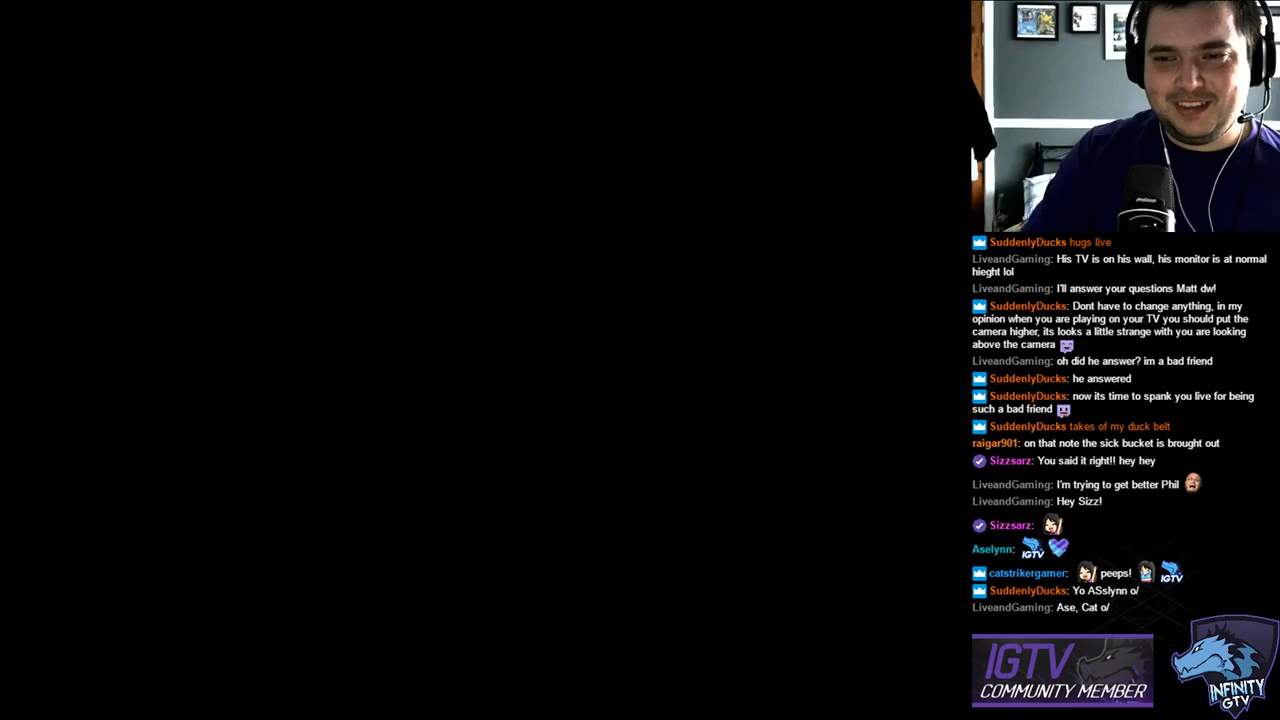 SuddenlyDucks hugs live
LiveandGaming: His TV is on his wall, his monitor is at normal
hieght lol
LiveandGaming: I'll answer your questions Matt dw!
SuddenlyDucks: Dont have to change anything, in my
opinion when you are playing on your TV you should put the
camera higher, its looks a little strange with you are looking
above the camera
LiveandGaming: oh did he answer? im a bad friend
SuddenlyDucks: he answered
SuddenlyDucks: now its time to spank you live for being
such a bad friend
SuddenlyDucks takes of my duck belt
raigar901: on that note the sick bucket is brought out
Sizzsarz: You said it right!! hey hey
LiveandGaming: I'm trying to get better Phil
LiveandGaming: Hey Sizz!
Sizzsarz:
Aselynn: IGTV
catstrikergamer: peeps! IGTV
SuddenlyDucks: Yo ASslynn o/
LiveandGaming: Ase, Cat o/
IGTV
COMMUNITY MEMBER
INFINITY
GTV